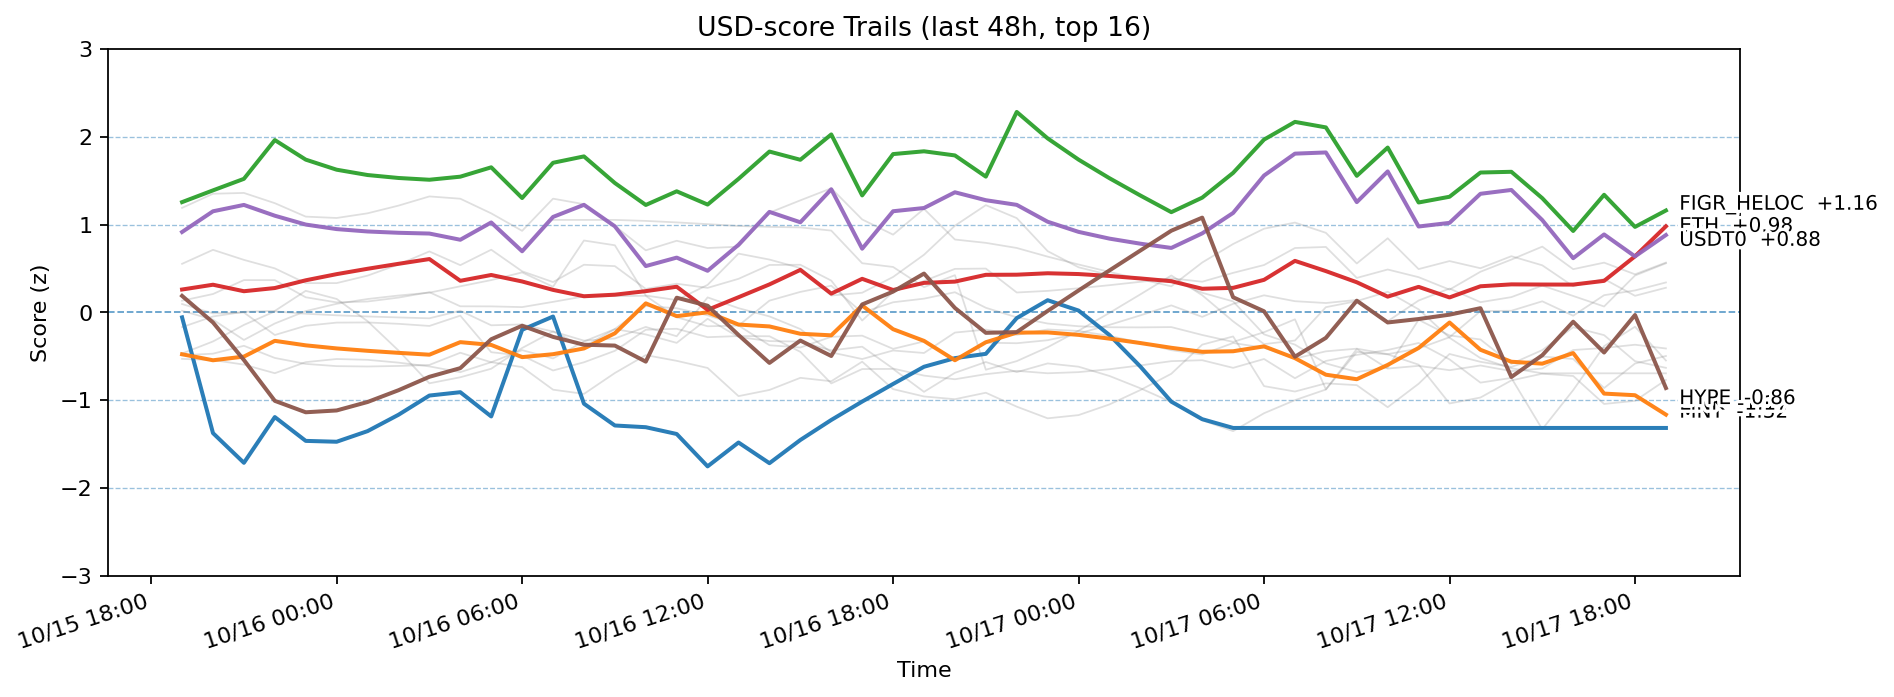 USD-score Trails (last 48h, top 16)
Score (z)
3
2
1
0
−1
−2
−3
FIGR_HELOC +1.16
ETH +0.98
USDT0 +0.88
HYPE -0.86
-1.32
10/15 18:00
10/16 00:00
10/16 06:00
10/16 12:00
10/16 18:00
10/17 00:00
10/17 06:00
10/17 12:00
10/17 18:00
Time